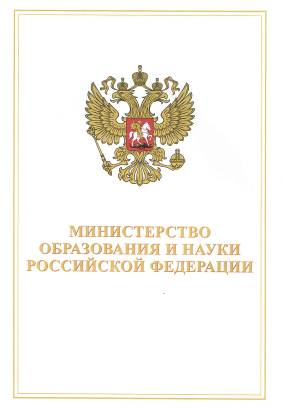 МИНИСТЕРСТВО
ОБРАЗОВАНИЯ И НАУКИ
РОССИЙСКОЙ ФЕДЕРАЦИИ